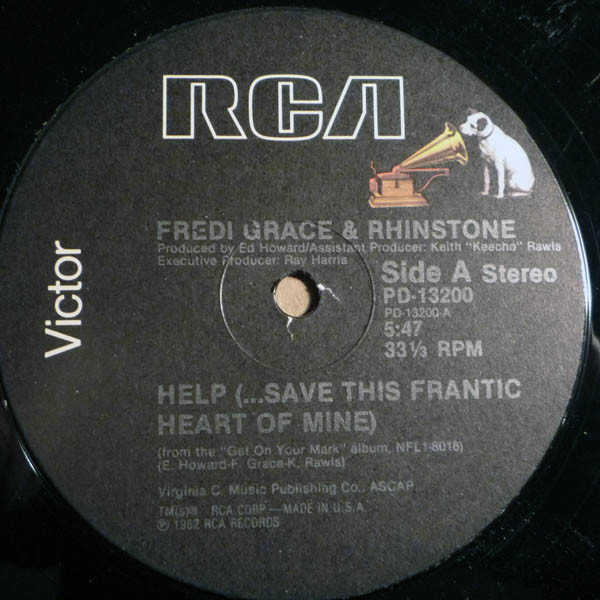 RCA
Victor
FREDI GRACE & RHINSTONE
Produced by Ed Howard/Assistant Producer: Keith "Keecho" Rawls
Executive Producer: Ray Harris
Side A Stereo
PD-13200
PD-13200-A
5:47
33⅓ RPM
HELP (...SAVE THIS FRANTIC
HEART OF MINE)
(from the "Get On Your Mark" album, NFL1-8016)
(E. Howard-F. Grace-K. Rawls)
Virginia C. Music Publishing Co., ASCAP
TM(s)® RCA CORP.—MADE IN U.S.A.
℗ 1982 RCA RECORDS